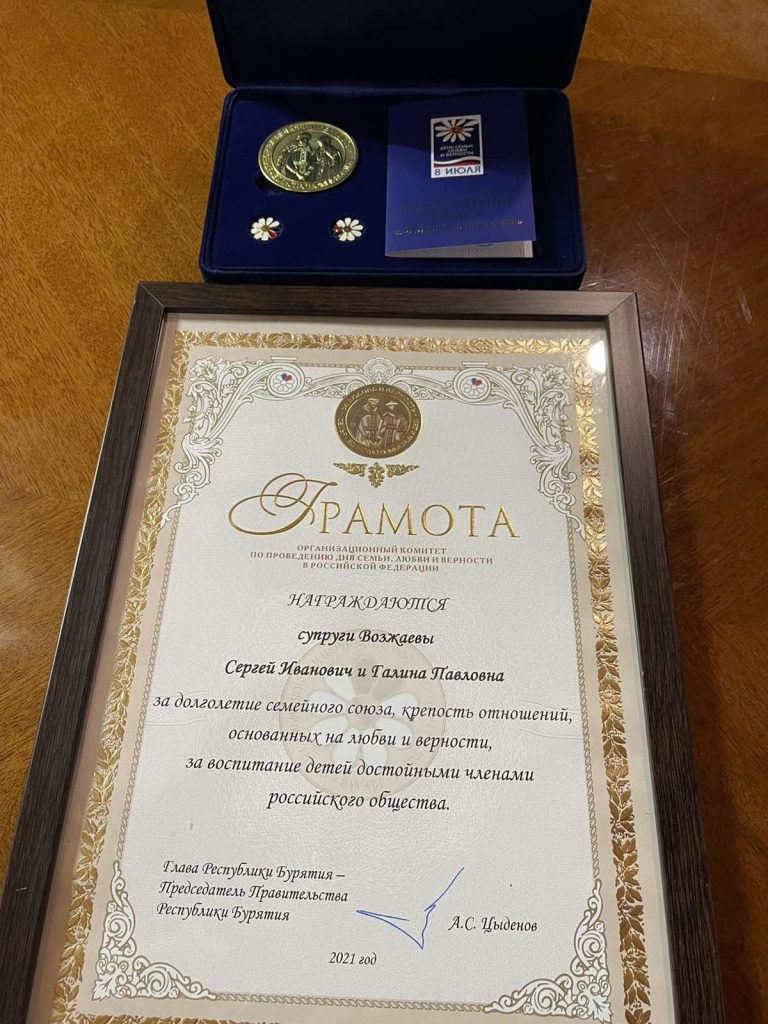 ДЕНЬ СЕМЬИ,
ЛЮБВИ
И ВЕРНОСТИ
8 ИЮЛЯ
ГРАМОТА
ОРГАНИЗАЦИОННЫЙ КОМИТЕТ
ПО ПРОВЕДЕНИЮ ДНЯ СЕМЬИ, ЛЮБВИ И ВЕРНОСТИ
В РОССИЙСКОЙ ФЕДЕРАЦИИ
НАГРАЖДАЮТСЯ
супруги Возжаевы
Сергей Иванович и Галина Павловна
за долголетие семейного союза, крепость отношений,
основанных на любви и верности,
за воспитание детей достойными членами
российского общества.
Глава Республики Бурятия –
Председатель Правительства
Республики Бурятия
А.С. Цыденов
2021 год